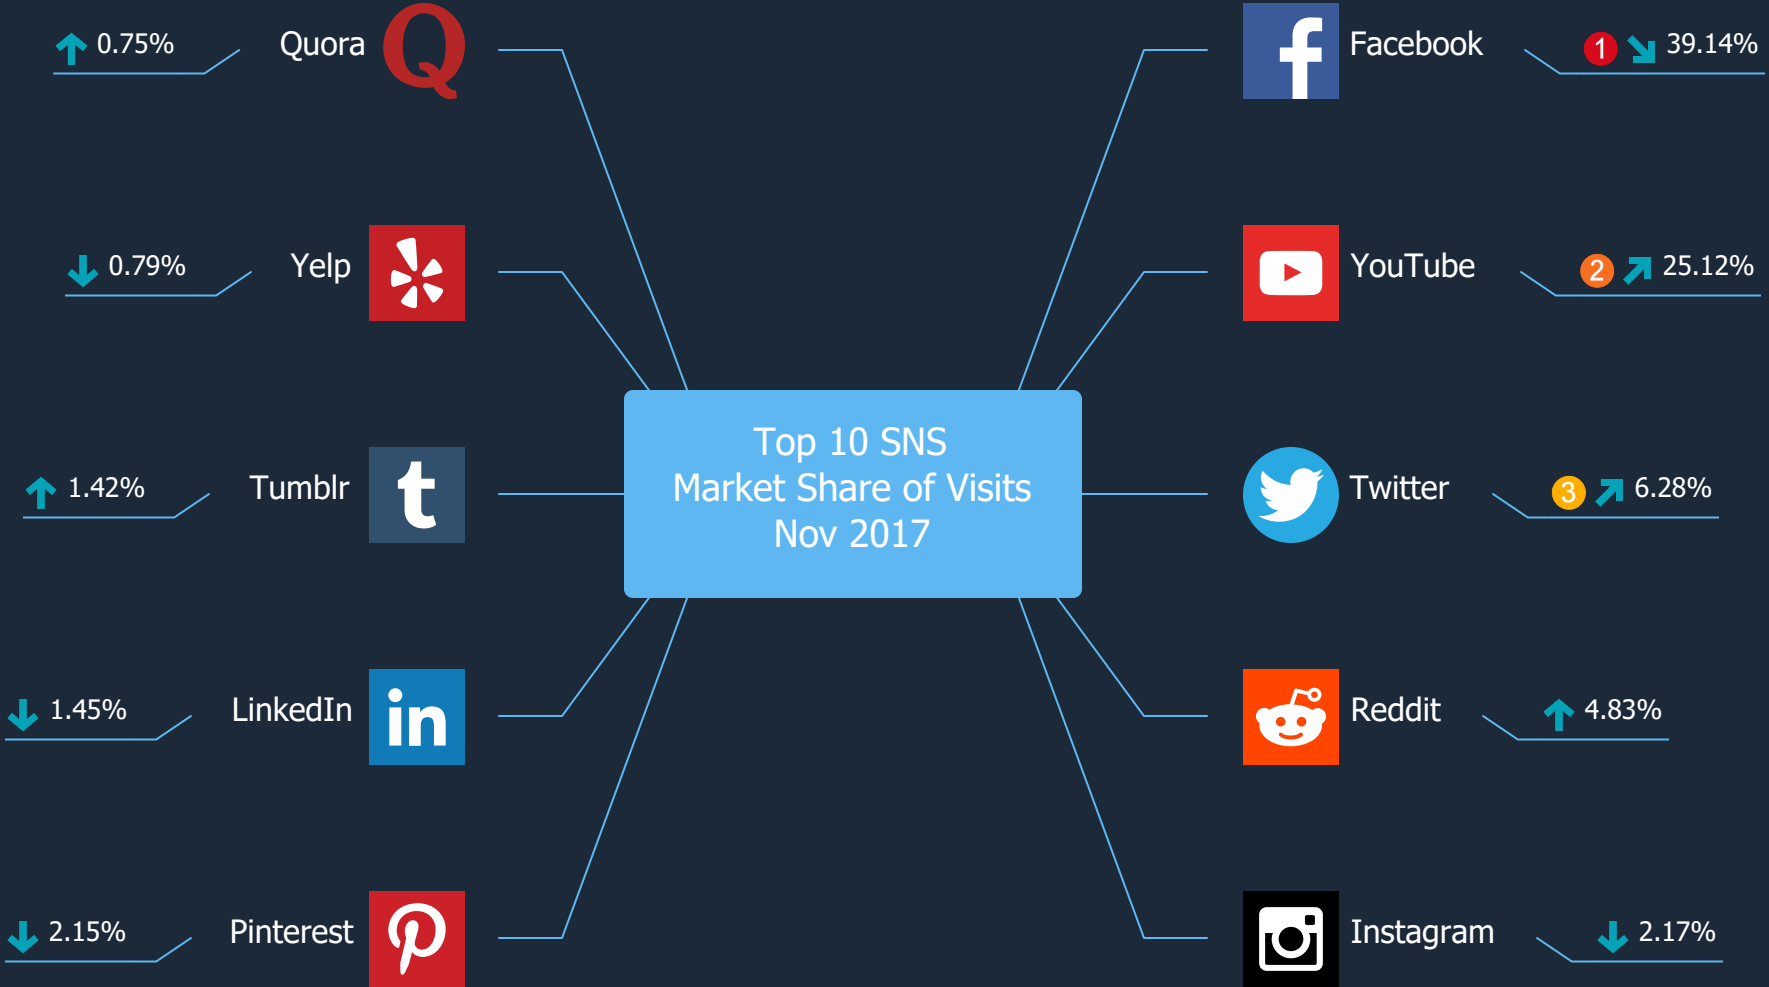 Top 10 SNS
Market Share of Visits
Nov 2017
Facebook 1 39.14%
YouTube 2 25.12%
Twitter 3 6.28%
Reddit 4.83%
Instagram 2.17%
0.75% Quora Q
0.79% Yelp
1.42% Tumblr t
1.45% LinkedIn in
2.15% Pinterest